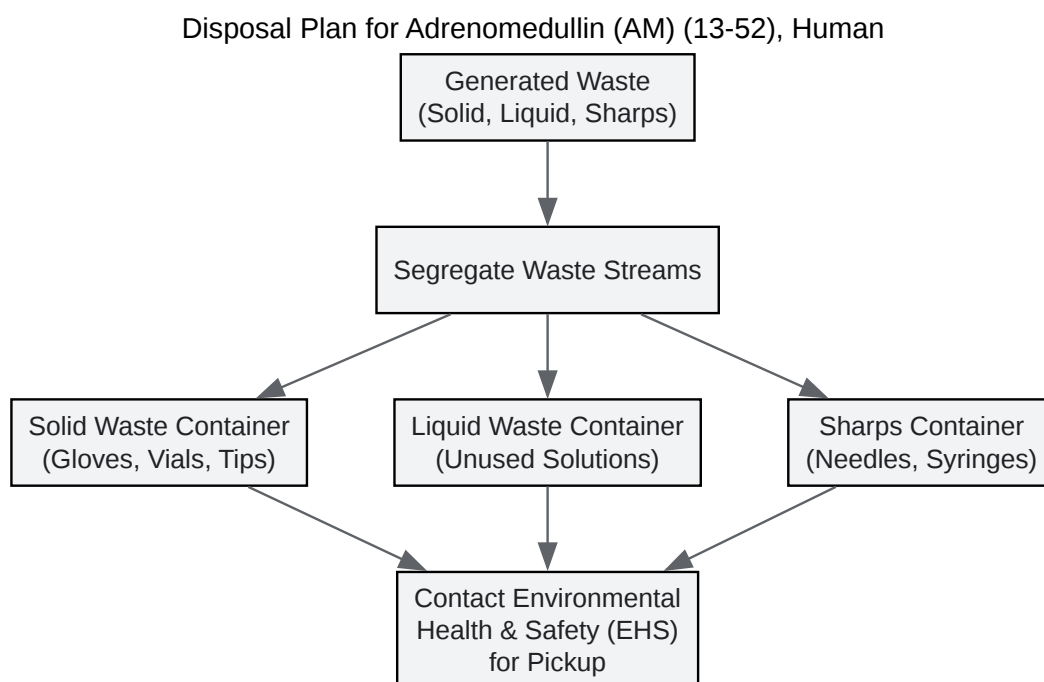 Disposal Plan for Adrenomedullin (AM) (13-52), Human
Generated Waste
(Solid, Liquid, Sharps)
Segregate Waste Streams
Solid Waste Container
(Gloves, Vials, Tips)
Liquid Waste Container
(Unused Solutions)
Sharps Container
(Needles, Syringes)
Contact Environmental
Health & Safety (EHS)
for Pickup